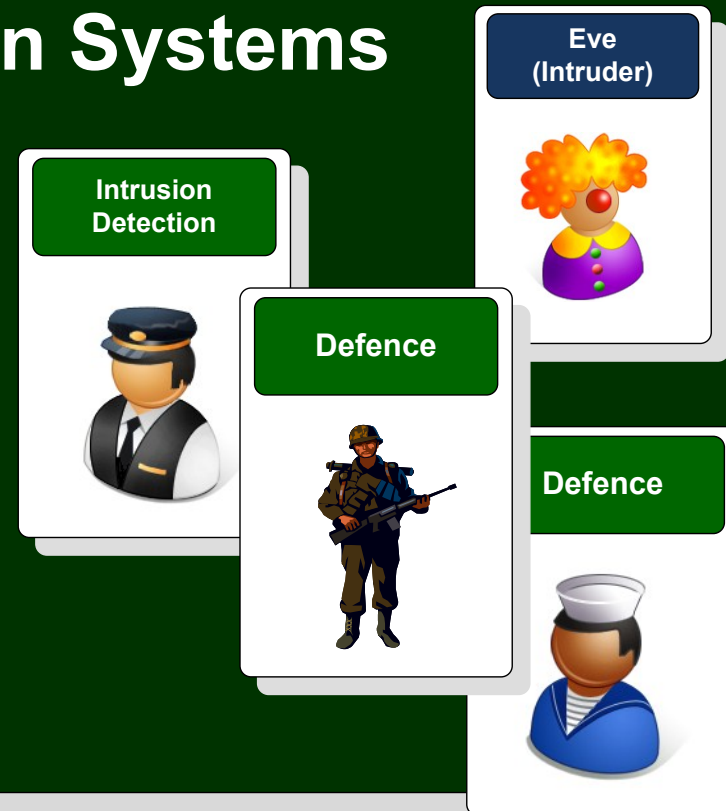 n Systems
Eve
(Intruder)
Intrusion
Detection
Defence
Defence